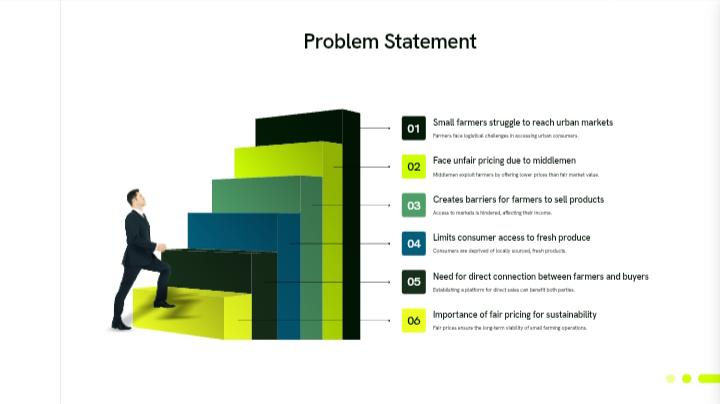 Problem Statement
01
Small farmers struggle to reach urban markets
Farmers face logistical challenges in accessing urban consumers.
02
Face unfair pricing due to middlemen
Middlemen exploit farmers by offering lower prices than fair market value.
03
Creates barriers for farmers to sell products
Access to markets is hindered, affecting their income.
04
Limits consumer access to fresh produce
Consumers are deprived of locally sourced, fresh products.
05
Need for direct connection between farmers and buyers
Establishing a platform for direct sales can benefit both parties.
06
Importance of fair pricing for sustainability
Fair prices ensure the long-term viability of small farming operations.